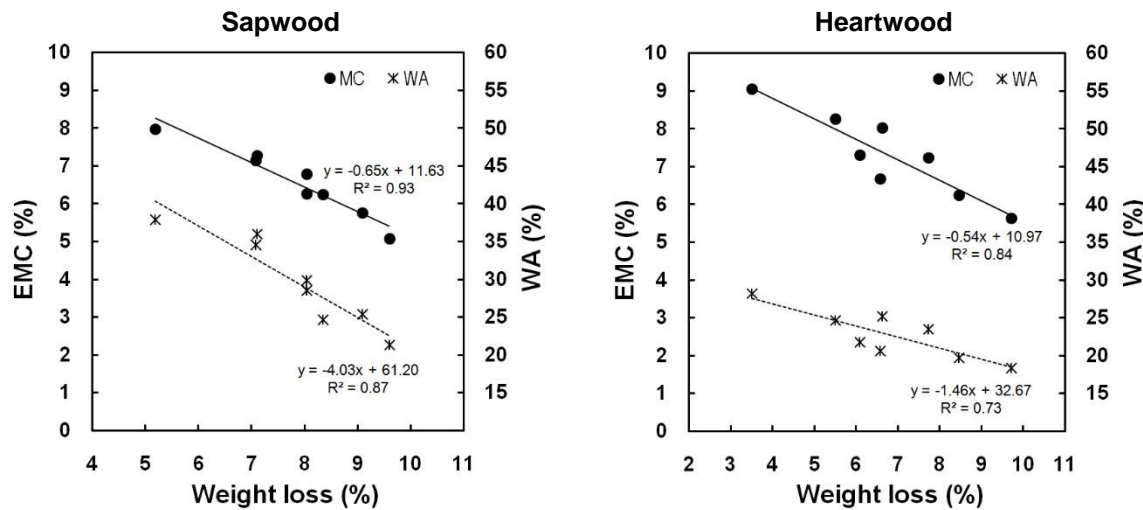 Sapwood
10
9
8
7
6
5
4
3
2
1
0
EMC (%)
MC WA
y = -0.65x + 11.63
R² = 0.93
y = -4.03x + 61.20
R² = 0.87
60
55
50
45
40
35
30
25
20
15
WA (%)
4 5 6 7 8 9 10 11
Weight loss (%)
Heartwood
10
9
8
7
6
5
4
3
2
1
0
EMC (%)
MC WA
y = -0.54x + 10.97
R² = 0.84
y = -1.46x + 32.67
R² = 0.73
60
55
50
45
40
35
30
25
20
15
WA (%)
2 3 4 5 6 7 8 9 10 11
Weight loss (%)